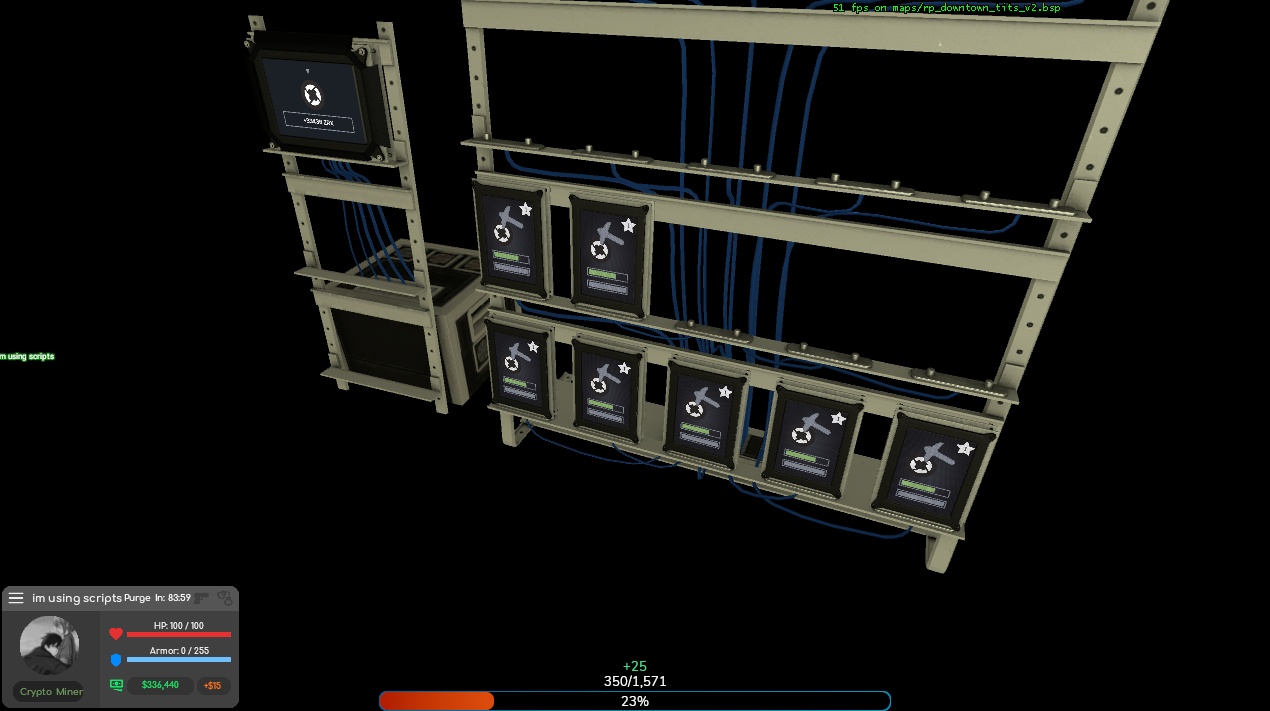 51 fps on maps/rp_downtown_tits_v2.bsp
im using scripts
im using scripts Purge In: 83:59
HP: 100 / 100
Armor: 0 / 255
$336,440 +$15
Crypto Miner
+25
350/1,571
23%